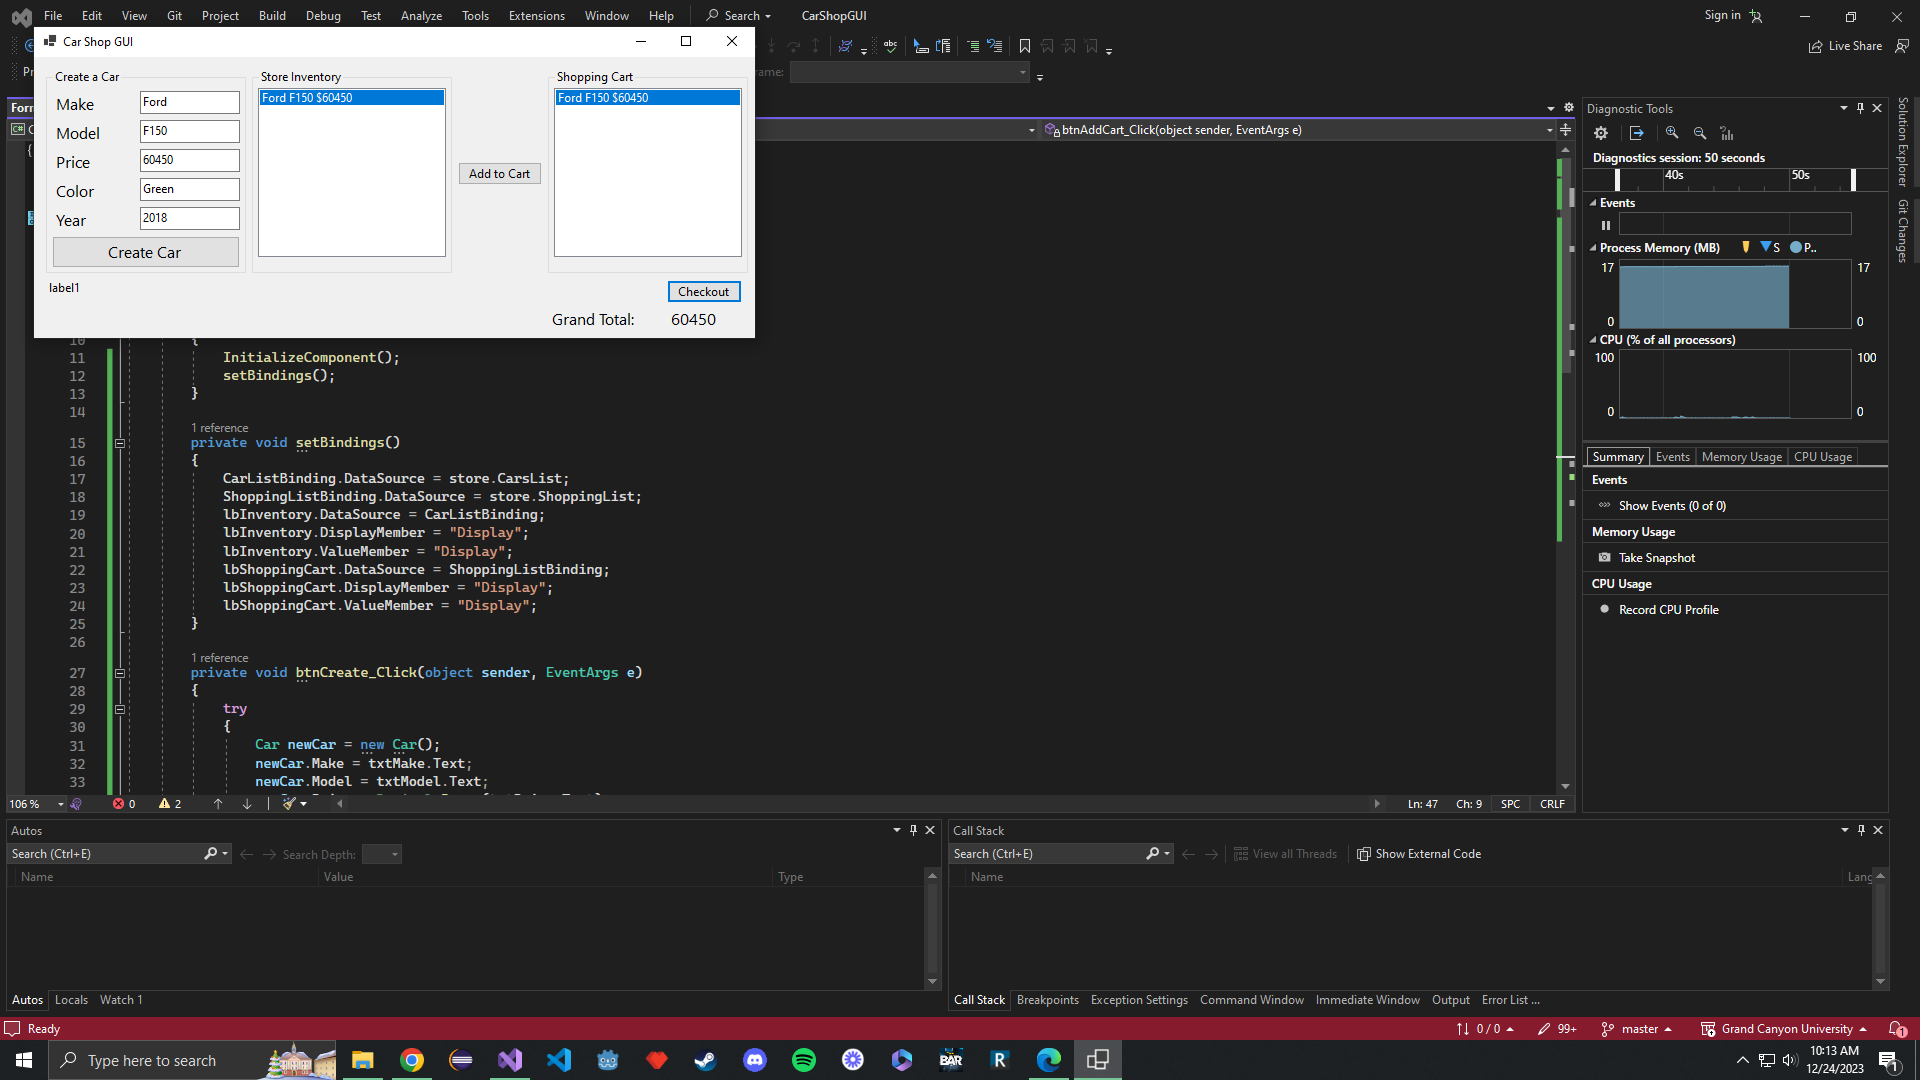 File Edit View Git Project Build Debug Test Analyze Tools Extensions Window Help Search CarShopGUI Sign in
Live Share
Car Shop GUI
Create a Car
Make Ford
Model F150
Price 60450
Color Green
Year 2018
Create Car
label1
Store Inventory
Ford F150 $60450
Add to Cart
Shopping Cart
Ford F150 $60450
Checkout
Grand Total: 60450
btnAddCart_Click(object sender, EventArgs e)
10 {
11 InitializeComponent();
12 setBindings();
13 }
14
1 reference
15 private void setBindings()
16 {
17 CarListBinding.DataSource = store.CarsList;
18 ShoppingListBinding.DataSource = store.ShoppingList;
19 lbInventory.DataSource = CarListBinding;
20 lbInventory.DisplayMember = "Display";
21 lbInventory.ValueMember = "Display";
22 lbShoppingCart.DataSource = ShoppingListBinding;
23 lbShoppingCart.DisplayMember = "Display";
24 lbShoppingCart.ValueMember = "Display";
25 }
26
1 reference
27 private void btnCreate_Click(object sender, EventArgs e)
28 {
29 try
30 {
31 Car newCar = new Car();
32 newCar.Make = txtMake.Text;
33 newCar.Model = txtModel.Text;
106 % 0 2 Ln: 47 Ch: 9 SPC CRLF
Diagnostic Tools
Diagnostics session: 50 seconds
40s 50s
Events
Process Memory (MB) S P..
17 17
0 0
CPU (% of all processors)
100 100
0 0
Summary Events Memory Usage CPU Usage
Events
Show Events (0 of 0)
Memory Usage
Take Snapshot
CPU Usage
Record CPU Profile
Solution Explorer
Git Changes
Autos
Search (Ctrl+E) Search Depth:
Name Value Type
Autos Locals Watch 1
Call Stack
Search (Ctrl+E) View all Threads Show External Code
Name Lang
Call Stack Breakpoints Exception Settings Command Window Immediate Window Output Error List ...
Ready 0 / 0 99+ master Grand Canyon University 1
Type here to search
BAR
R
10:13 AM
12/24/2023
1